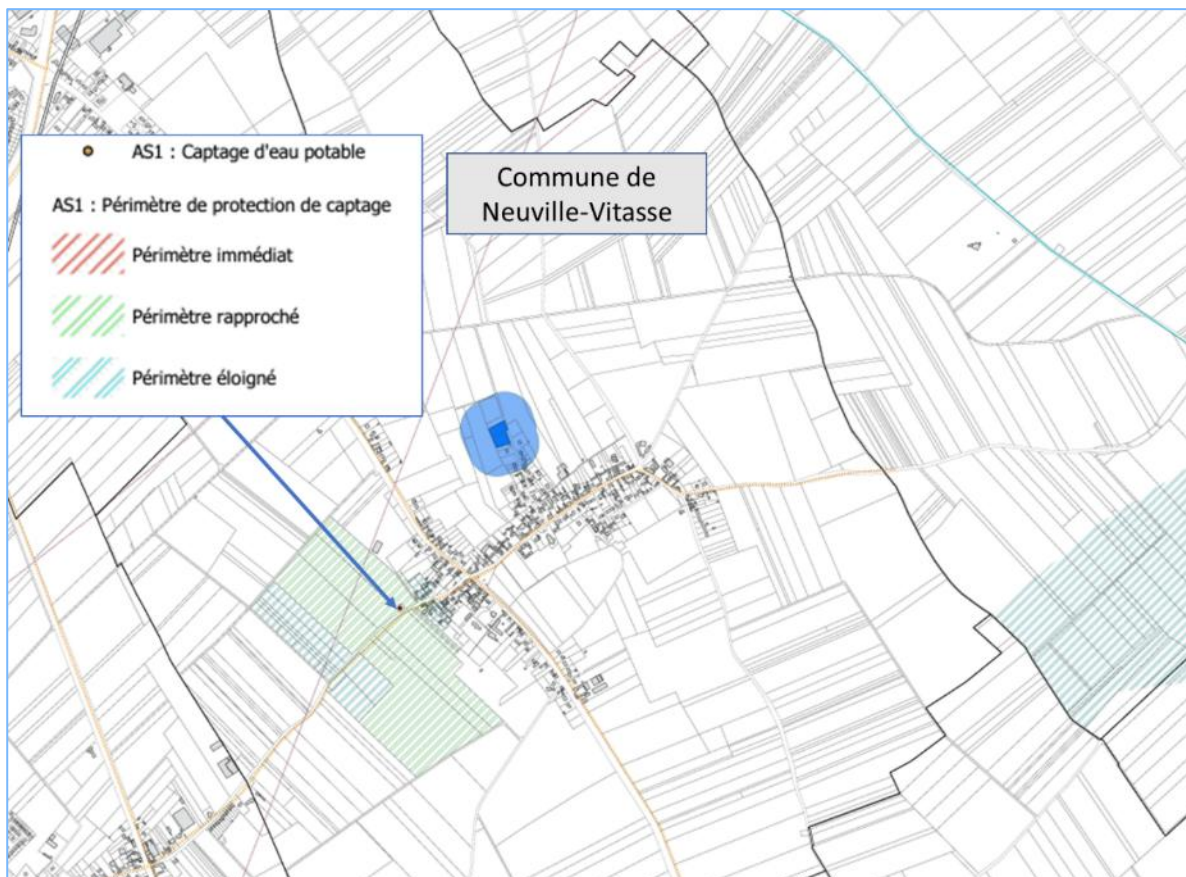 AS1 : Captage d'eau potable
AS1 : Périmètre de protection de captage
Périmètre immédiat
Périmètre rapproché
Périmètre éloigné
Commune de
Neuville-Vitasse